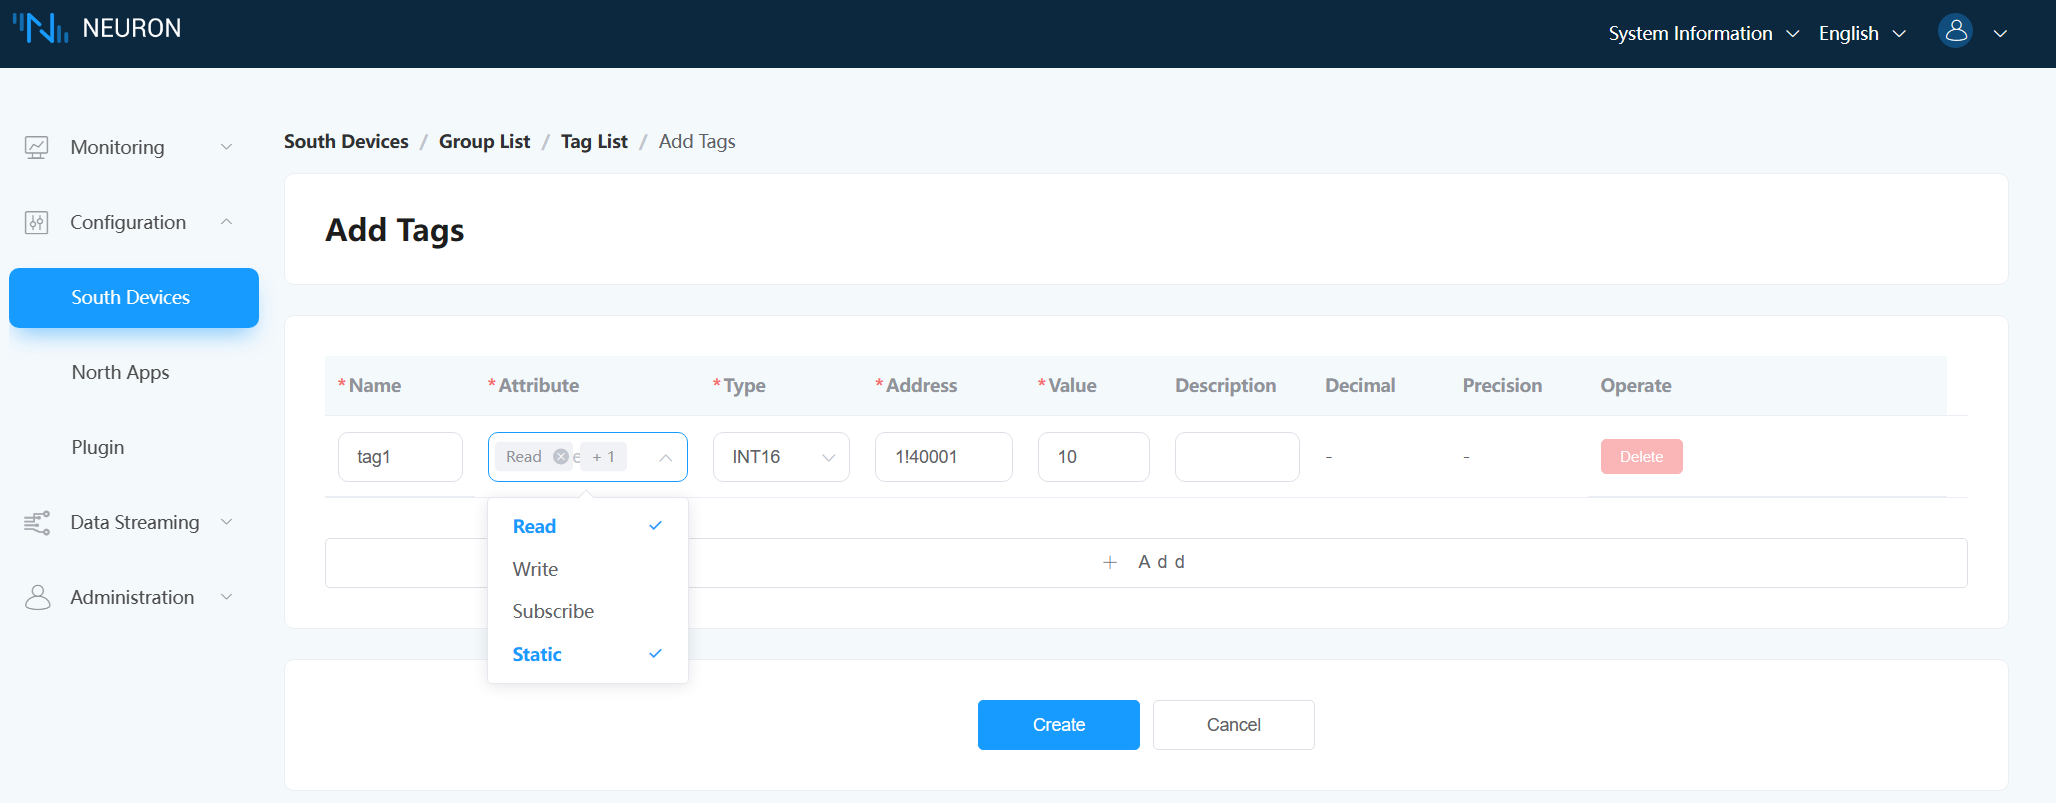 NEURON
System Information English
Monitoring
Configuration
South Devices
North Apps
Plugin
Data Streaming
Administration
South Devices / Group List / Tag List / Add Tags
Add Tags
*Name *Attribute *Type *Address *Value Description Decimal Precision Operate
tag1 Read + 1 INT16 1!40001 10 - - Delete
Read
Write
Subscribe
Static
+ Add
Create Cancel